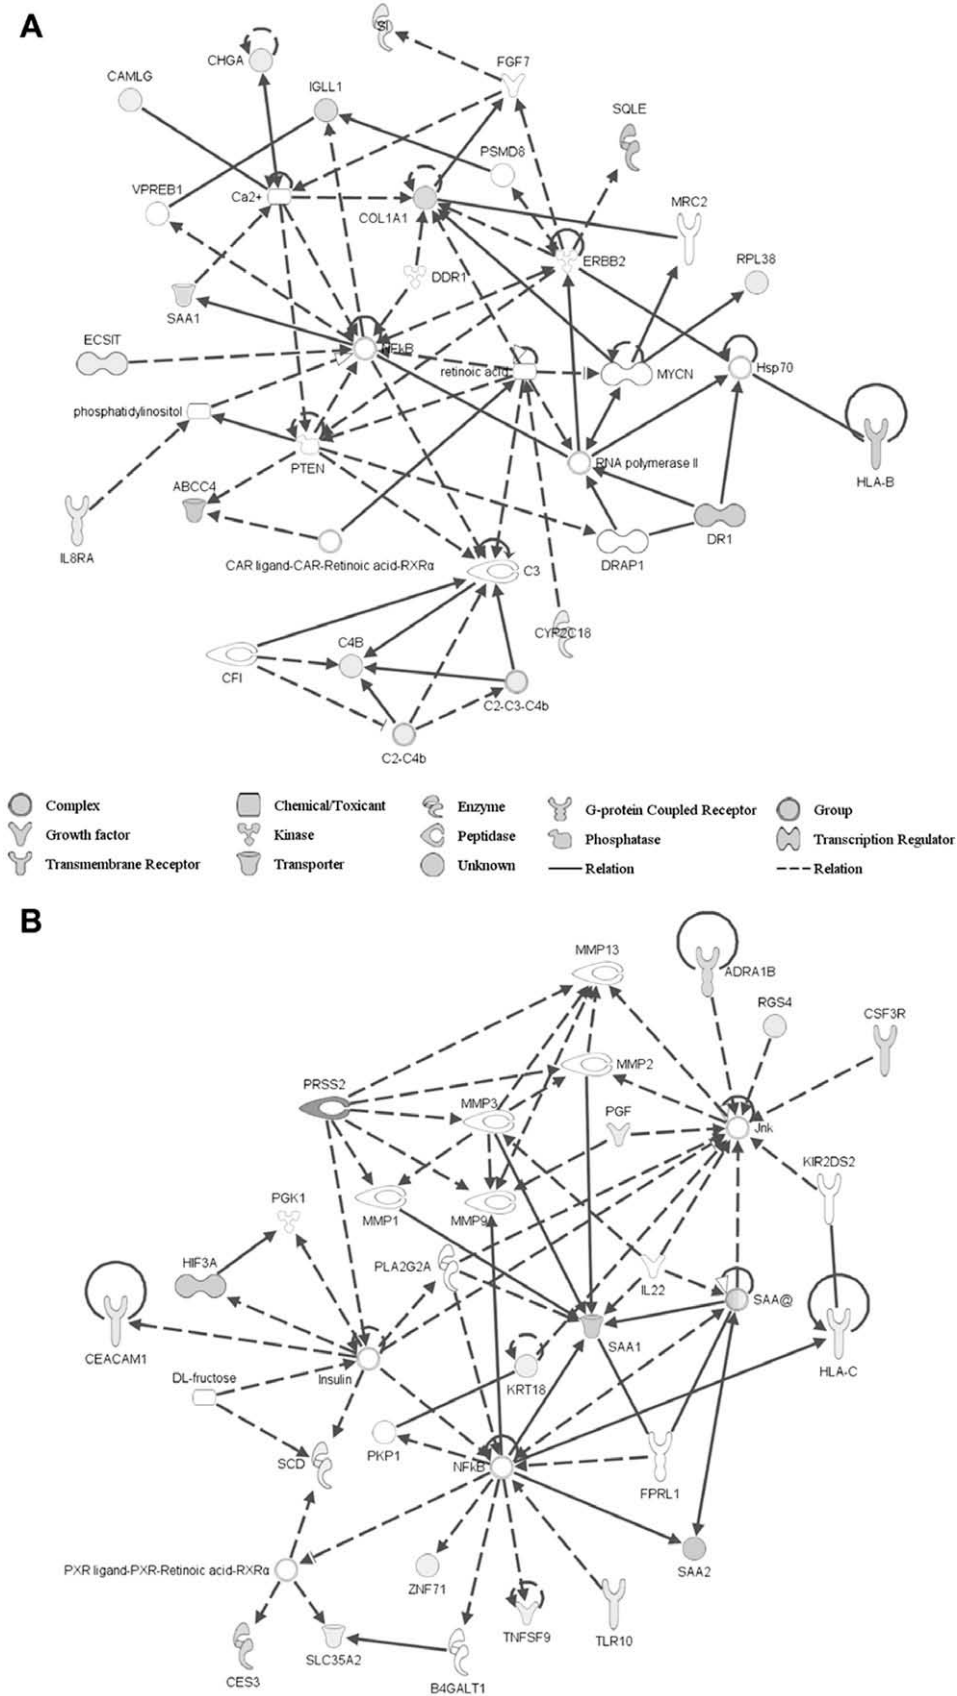 A
SI
FGF7
CHGA
CAMLG
IGLL1
SQLE
PSMD8
VPREB1
Ca2+
COL1A1
MRC2
ERBB2
RPL38
DDR1
SAA1
ECSIT
NFkB
retinoic acid
MYCN
Hsp70
phosphatidylinositol
PTEN
RNA polymerase II
HLA-B
ABCC4
IL8RA
CAR ligand-CAR-Retinoic acid-RXRα
C3
DRAP1
DR1
CYP2C18
C4B
CFI
C2-C3-C4b
C2-C4b
Complex
Chemical/Toxicant
Enzyme
G-protein Coupled Receptor
Group
Growth factor
Kinase
Peptidase
Phosphatase
Transcription Regulator
Transmembrane Receptor
Transporter
Unknown
Relation
Relation
B
MMP13
ADRA1B
RGS4
CSF3R
MMP2
PRSS2
MMP3
PGF
Jnk
KIR2DS2
PGK1
MMP1
MMP9
HIF3A
PLA2G2A
IL22
SAA@
CEACAM1
SAA1
HLA-C
DL-fructose
Insulin
KRT18
SCD
PKP1
NFkB
FPRL1
PXR ligand-PXR-Retinoic acid-RXRα
ZNF71
SAA2
TNFSF9
TLR10
CES3
SLC35A2
B4GALT1